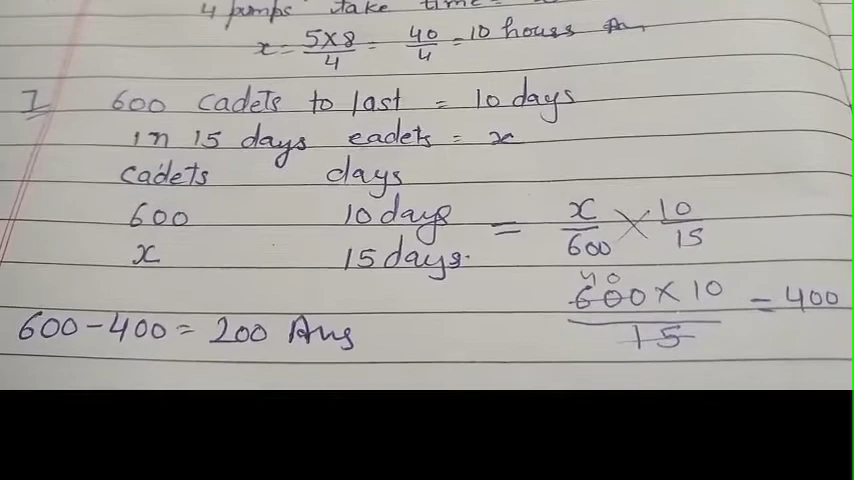 4 pumps take time =
x = 5×8/4 = 40/4 = 10 hours Ans
7 600 cadets to last = 10 days
in 15 days cadets = x
cadets days
600 10 days = x/600 × 10/15
x 15 days.
600×10/15 = 400
40
600 - 400 = 200 Ans